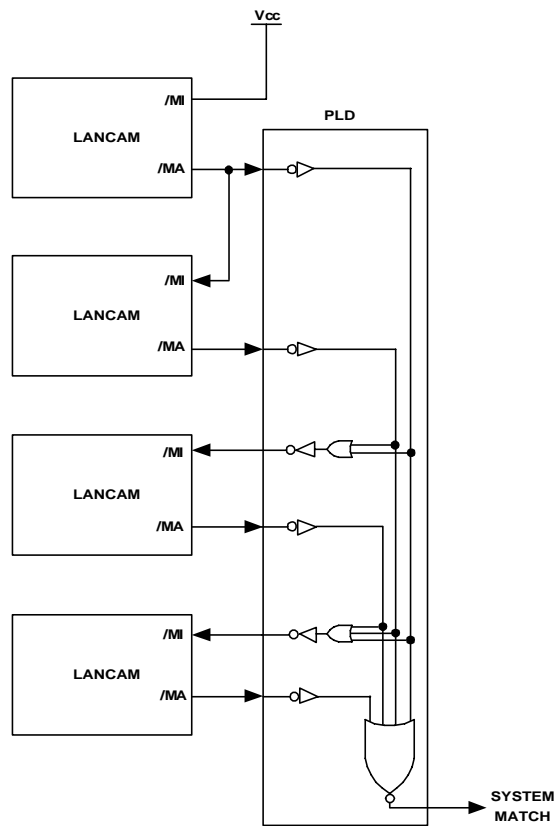 Vcc
/MI
PLD
LANCAM
/MA
/MI
LANCAM
/MA
/MI
LANCAM
/MA
/MI
LANCAM
/MA
SYSTEM
MATCH